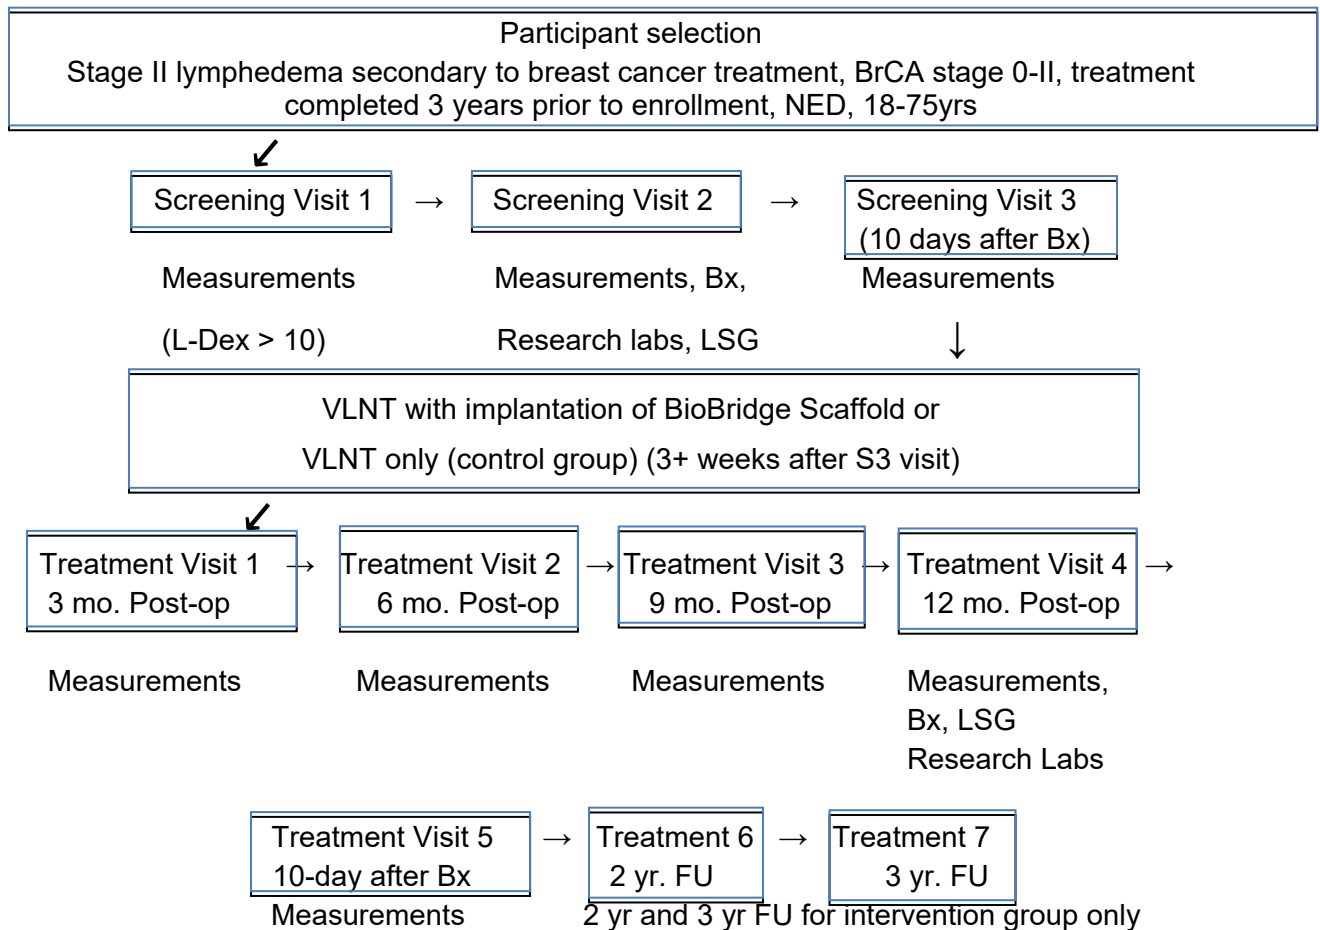 Participant selection
Stage II lymphedema secondary to breast cancer treatment, BrCA stage 0-II, treatment
completed 3 years prior to enrollment, NED, 18-75yrs
Screening Visit 1 → Screening Visit 2 → Screening Visit 3
(10 days after Bx)
Measurements Measurements, Bx, Measurements
(L-Dex > 10) Research labs, LSG
VLNT with implantation of BioBridge Scaffold or
VLNT only (control group) (3+ weeks after S3 visit)
Treatment Visit 1 → Treatment Visit 2 → Treatment Visit 3 → Treatment Visit 4 →
3 mo. Post-op 6 mo. Post-op 9 mo. Post-op 12 mo. Post-op
Measurements Measurements Measurements Measurements,
Bx, LSG
Research Labs
Treatment Visit 5 → Treatment 6 → Treatment 7
10-day after Bx 2 yr. FU 3 yr. FU
Measurements 2 yr and 3 yr FU for intervention group only